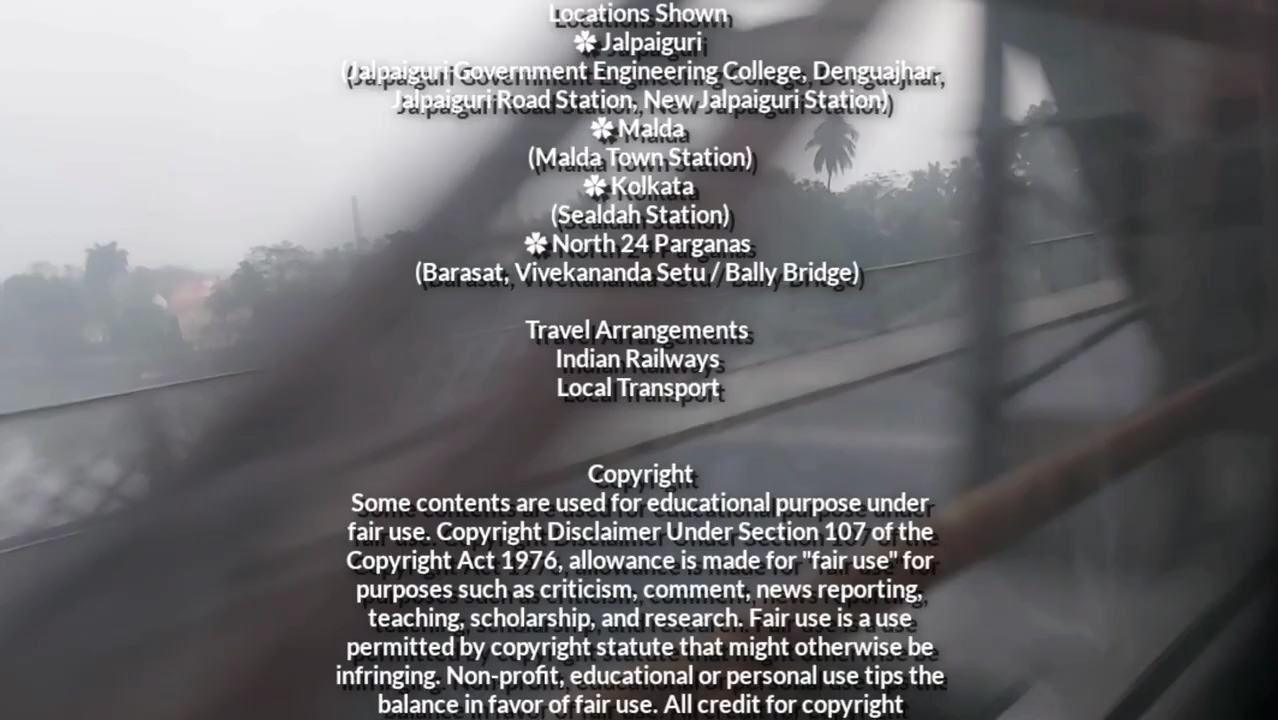 Locations Shown
✽ Jalpaiguri
(Jalpaiguri Government Engineering College, Denguajhar,
Jalpaiguri Road Station, New Jalpaiguri Station)
✽ Malda
(Malda Town Station)
✽ Kolkata
(Sealdah Station)
✽ North 24 Parganas
(Barasat, Vivekananda Setu / Bally Bridge)
Travel Arrangements
Indian Railways
Local Transport
Copyright
Some contents are used for educational purpose under
fair use. Copyright Disclaimer Under Section 107 of the
Copyright Act 1976, allowance is made for "fair use" for
purposes such as criticism, comment, news reporting,
teaching, scholarship, and research. Fair use is a use
permitted by copyright statute that might otherwise be
infringing. Non-profit, educational or personal use tips the
balance in favor of fair use. All credit for copyright